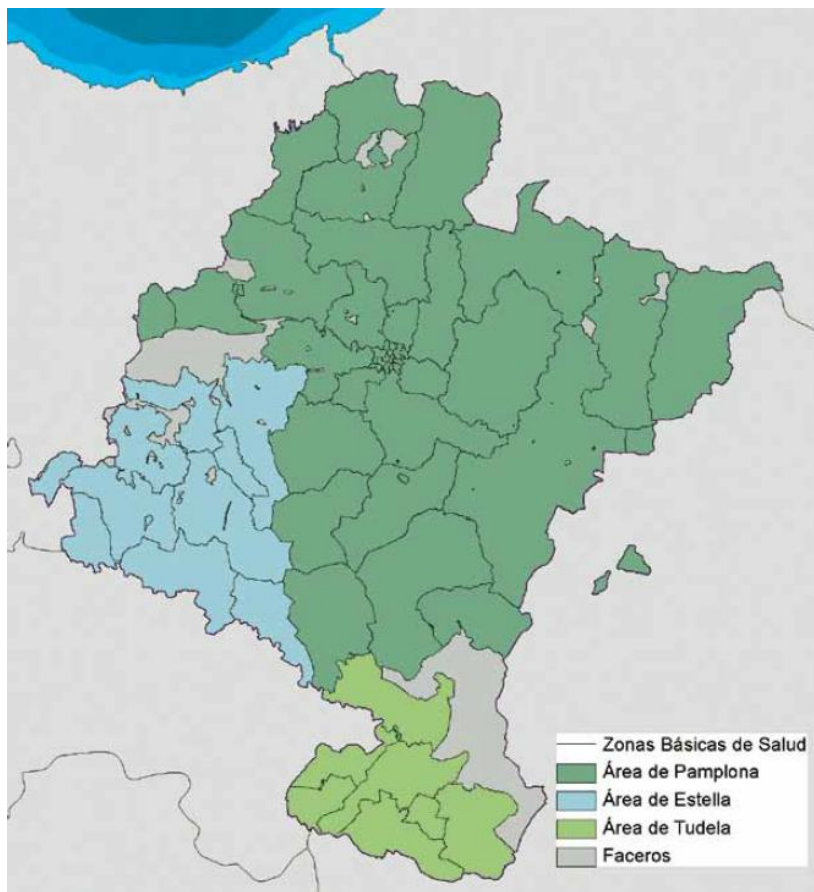 Zonas Básicas de Salud
Área de Pamplona
Área de Estella
Área de Tudela
Faceros